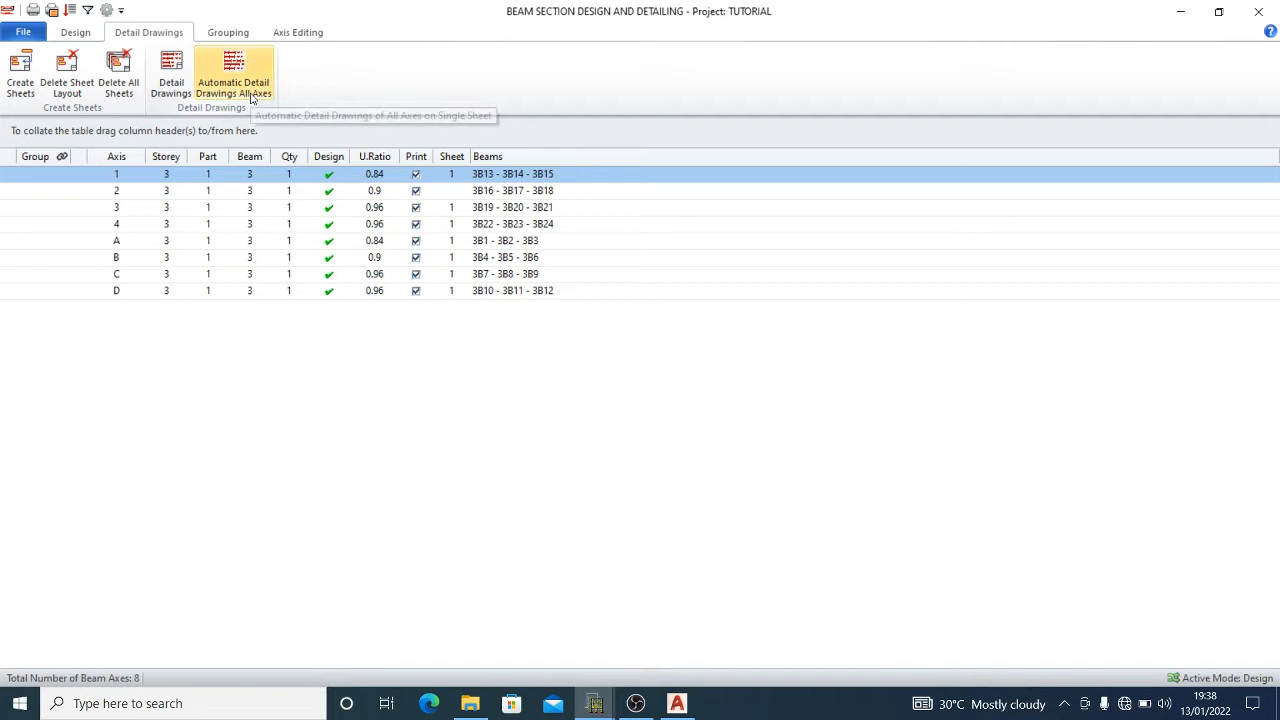 BEAM SECTION DESIGN AND DETAILING - Project: TUTORIAL
File Design Detail Drawings Grouping Axis Editing
Create Sheets
Delete Sheet Layout
Delete All Sheets
Detail Drawings
Automatic Detail Drawings All Axes
Create Sheets Detail Drawings
Automatic Detail Drawings of All Axes on Single Sheet
To collate the table drag column header(s) to/from here.
Group Axis Storey Part Beam Qty Design U.Ratio Print Sheet Beams
1 3 1 3 1 0.84 1 3B13 - 3B14 - 3B15
2 3 1 3 1 0.9 3B16 - 3B17 - 3B18
3 3 1 3 1 0.96 1 3B19 - 3B20 - 3B21
4 3 1 3 1 0.96 1 3B22 - 3B23 - 3B24
A 3 1 3 1 0.84 1 3B1 - 3B2 - 3B3
B 3 1 3 1 0.9 1 3B4 - 3B5 - 3B6
C 3 1 3 1 0.96 1 3B7 - 3B8 - 3B9
D 3 1 3 1 0.96 1 3B10 - 3B11 - 3B12
Total Number of Beam Axes: 8
Active Mode: Design
Type here to search
30°C Mostly cloudy
19:38
13/01/2022